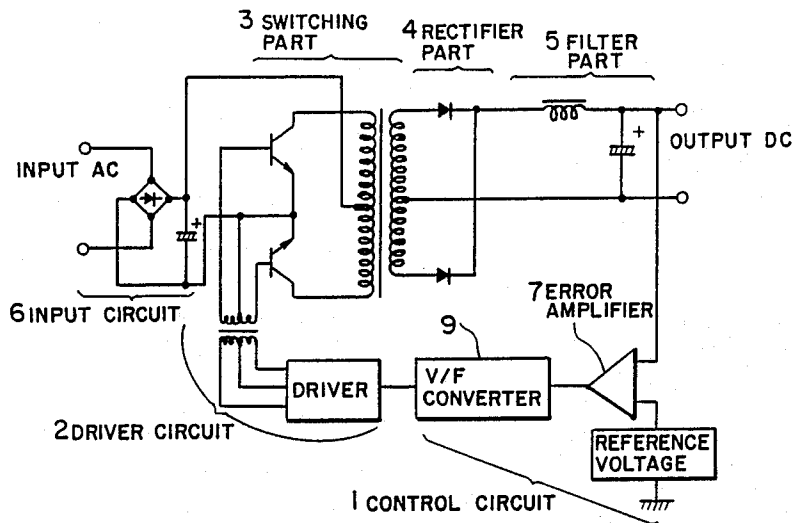 3 SWITCHING
PART
4 RECTIFIER
PART
5 FILTER
PART
INPUT AC
+
+
OUTPUT DC
6 INPUT CIRCUIT
7 ERROR
AMPLIFIER
9
DRIVER
V/F
CONVERTER
2 DRIVER CIRCUIT
REFERENCE
VOLTAGE
1 CONTROL CIRCUIT